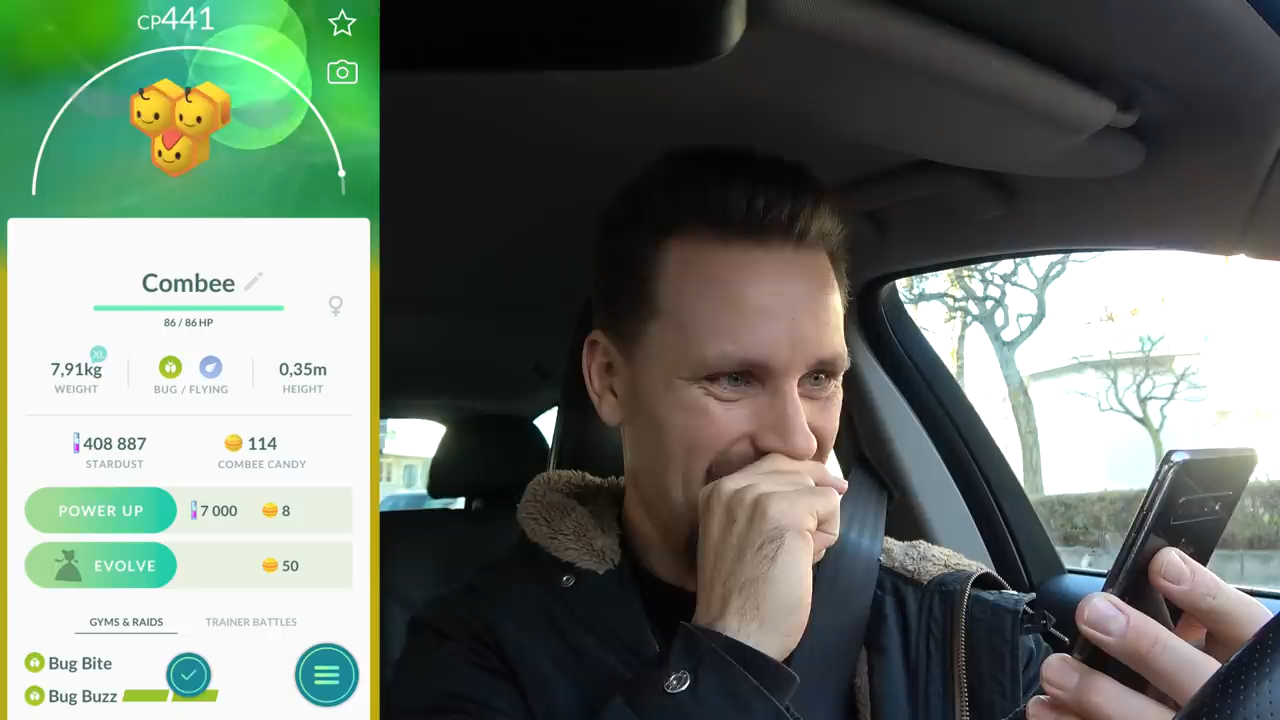 CP441
Combee
86 / 86 HP
XL
7,91kg
WEIGHT
BUG / FLYING
0,35m
HEIGHT
408 887
STARDUST
114
COMBEE CANDY
POWER UP
7 000
8
EVOLVE
50
GYMS & RAIDS
TRAINER BATTLES
Bug Bite
Bug Buzz